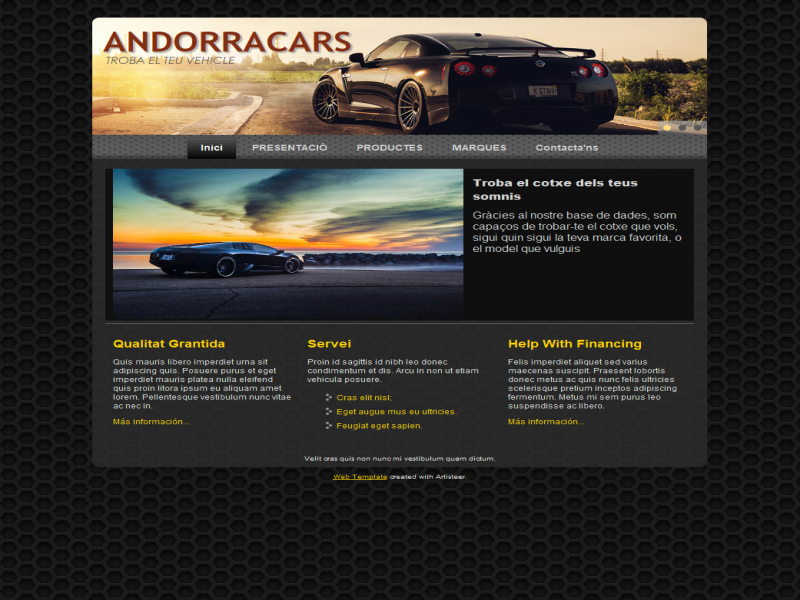 ANDORRACARS
TROBA EL TEU VEHICLE
Inici PRESENTACIÓ PRODUCTES MARQUES Contacta'ns
Troba el cotxe dels teus
somnis
Gràcies al nostre base de dades, som
capaços de trobar-te el cotxe que vols,
sigui quin sigui la teva marca favorita, o
el model que vulguis
Qualitat Grantida
Quis mauris libero imperdiet urna sit
adipiscing quis. Posuere purus et eget
imperdiet mauris platea nulla eleifend
quis proin litora ipsum eu aliquam amet
lorem. Pellentesque vestibulum nunc vitae
ac nec in.
Más información...
Servei
Proin id sagittis id nibh leo donec
condimentum et dis. Arcu in non ut etiam
vehicula posuere.
Cras elit nisl;
Eget augue mus eu ultricies.
Feugiat eget sapien.
Help With Financing
Felis imperdiet aliquet sed varius
maecenas suscipit. Praesent lobortis
donec metus ac quis nunc felis ultricies
scelerisque pretium inceptos adipiscing
fermentum. Metus mi sem purus leo
suspendisse ac libero.
Más información...
Velit cras quis non nunc mi vestibulum quam dictum.
Web Template created with Artisteer.